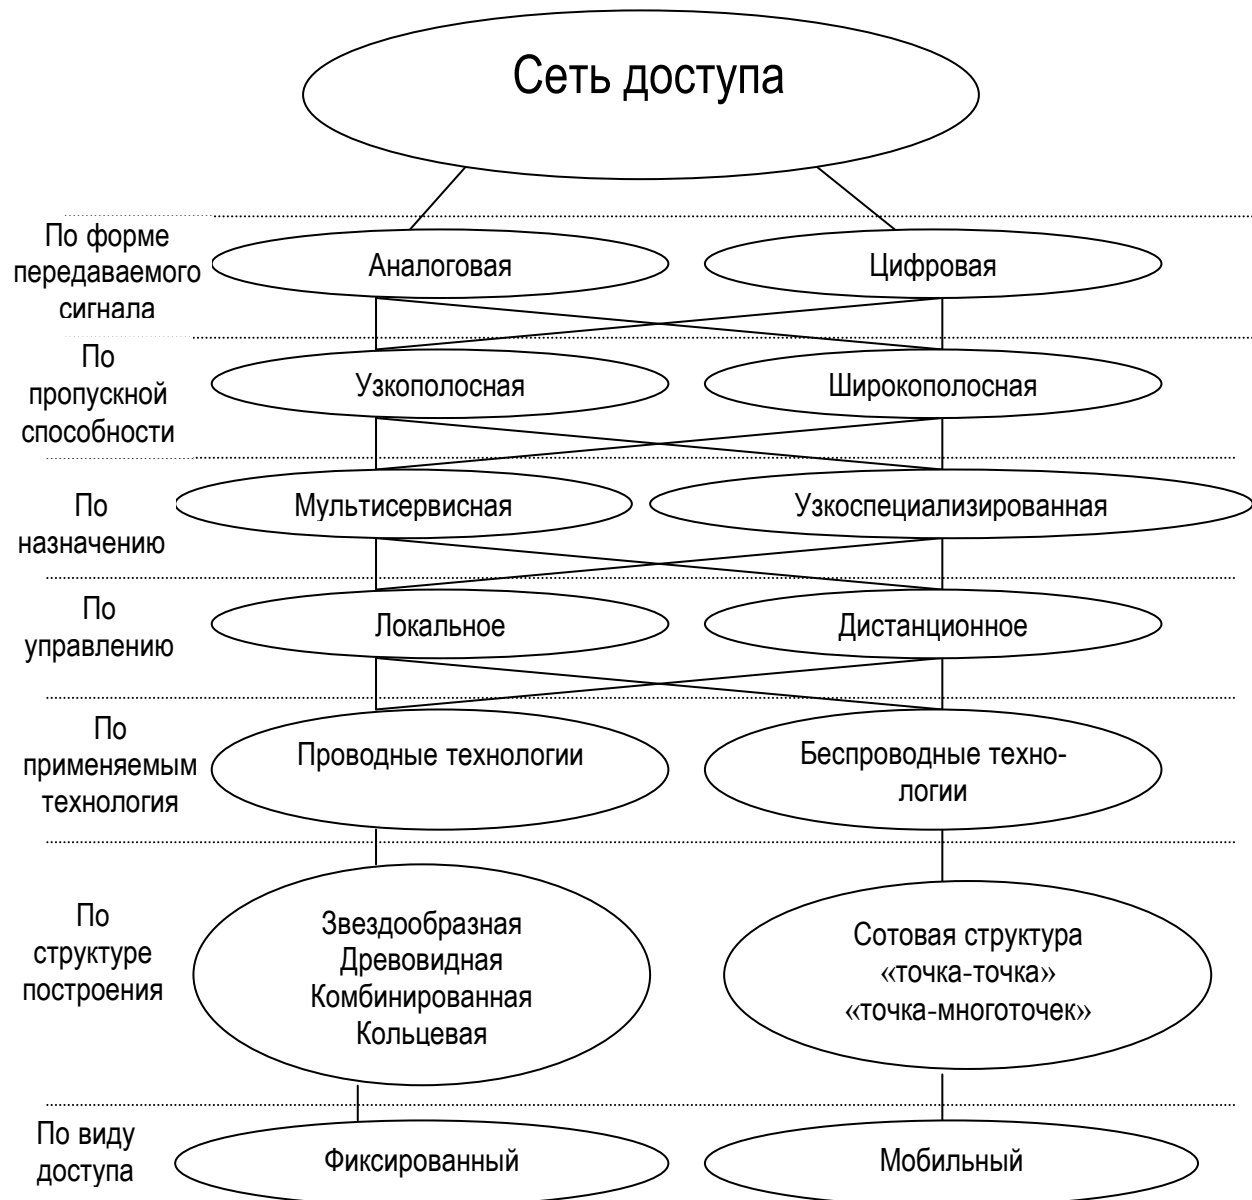 Сеть доступа
По форме
передаваемого
сигнала
Аналоговая
Цифровая
По
пропускной
способности
Узкополосная
Широкополосная
По
назначению
Мультисервисная
Узкоспециализированная
По
управлению
Локальное
Дистанционное
По
применяемым
технология
Проводные технологии
Беспроводные техно-
логии
По
структуре
построения
Звездообразная
Древовидная
Комбинированная
Кольцевая
Сотовая структура
«точка-точка»
«точка-многоточек»
По виду
доступа
Фиксированный
Мобильный